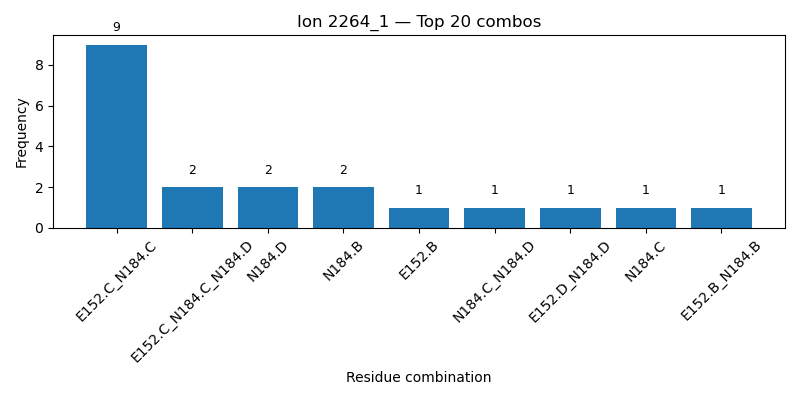 Ion 2264_1 — Top 20 combos
Frequency
8
6
4
2
0
9
2
2
2
1
1
1
1
1
E152.C_N184.C
E152.C_N184.C_N184.D
N184.D
N184.B
E152.B
N184.C_N184.D
E152.D_N184.D
N184.C
E152.B_N184.B
Residue combination